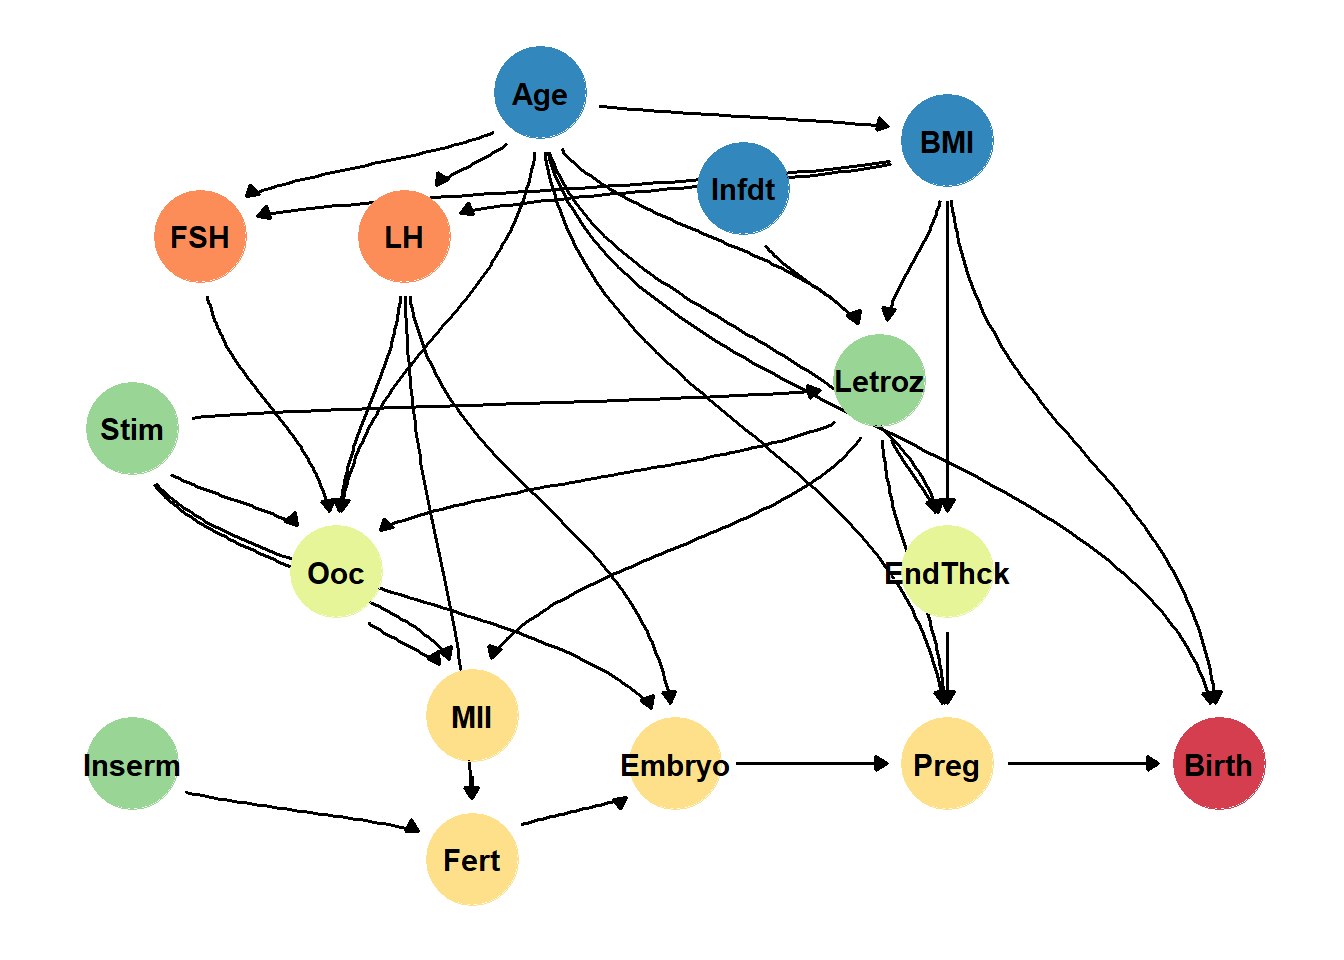 Age
BMI
Infdt
FSH
LH
Letroz
Stim
Ooc
EndThck
MII
Inserm
Embryo
Preg
Birth
Fert